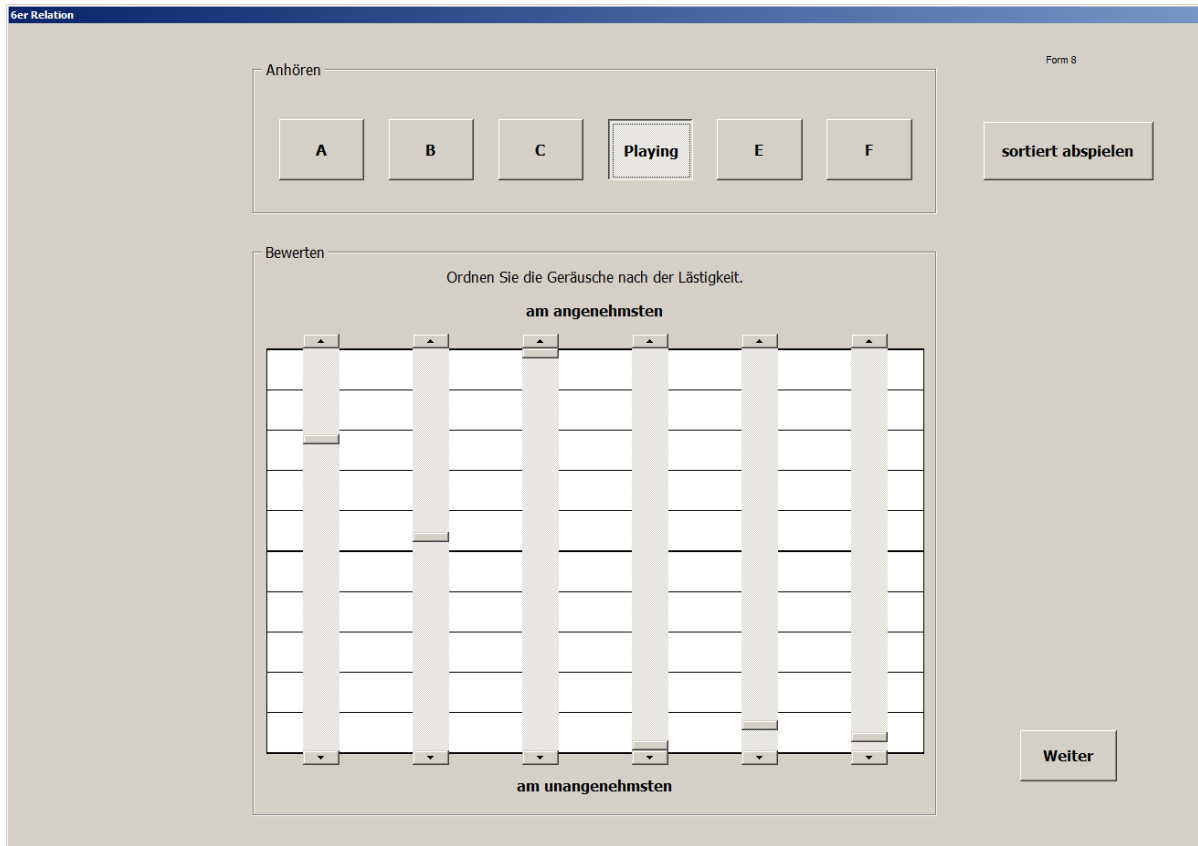 6er Relation
Form 8
Anhören
A B C Playing E F
sortiert abspielen
Bewerten
Ordnen Sie die Geräusche nach der Lästigkeit.
am angenehmsten
am unangenehmsten
Weiter